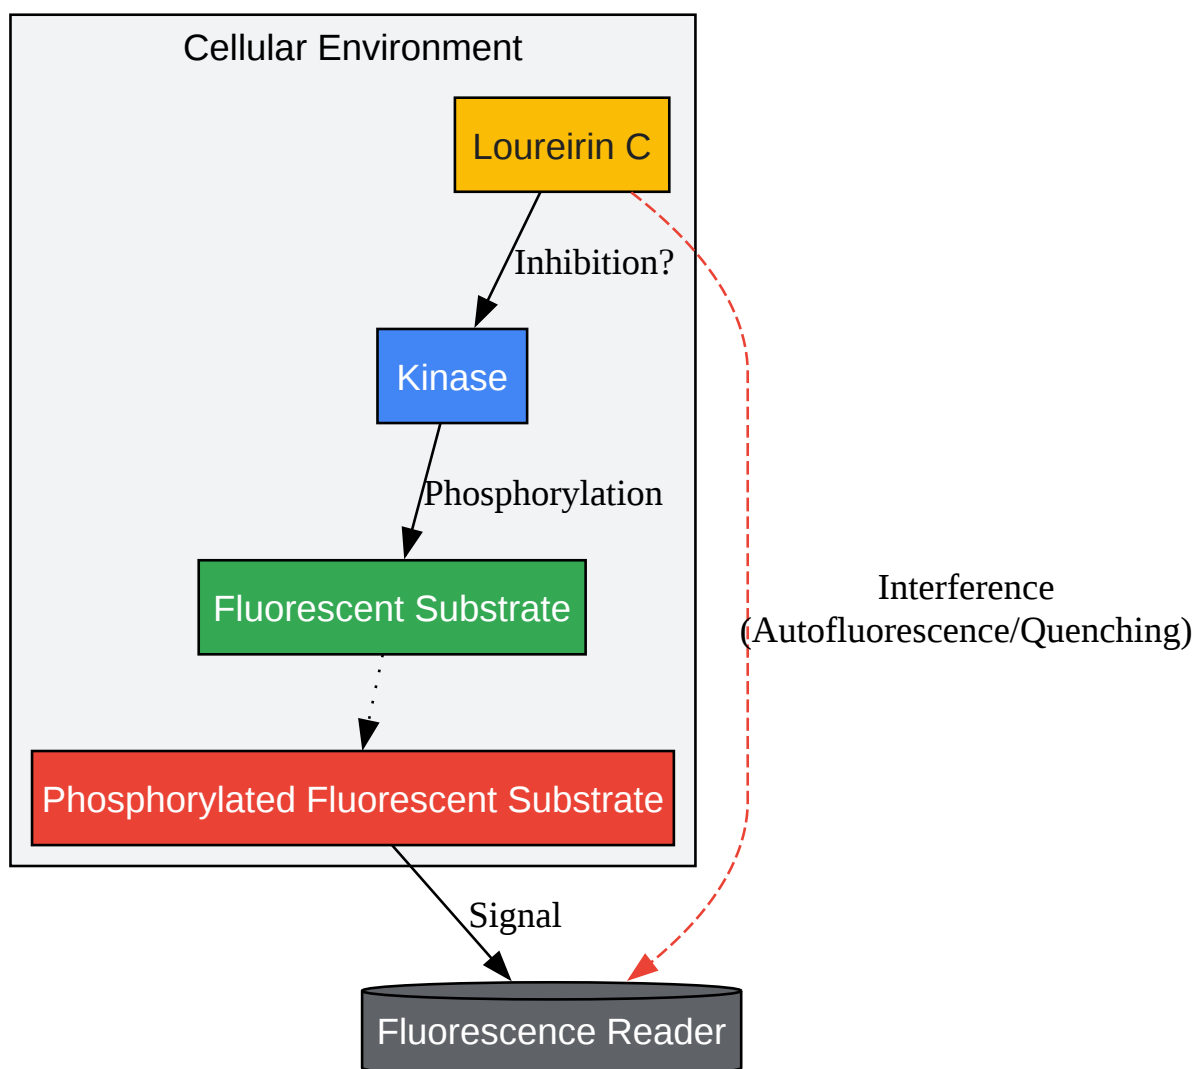 Cellular Environment
Loureirin C
Inhibition?
Kinase
Phosphorylation
Fluorescent Substrate
Interference
(Autofluorescence/Quenching)
Phosphorylated Fluorescent Substrate
Signal
Fluorescence Reader